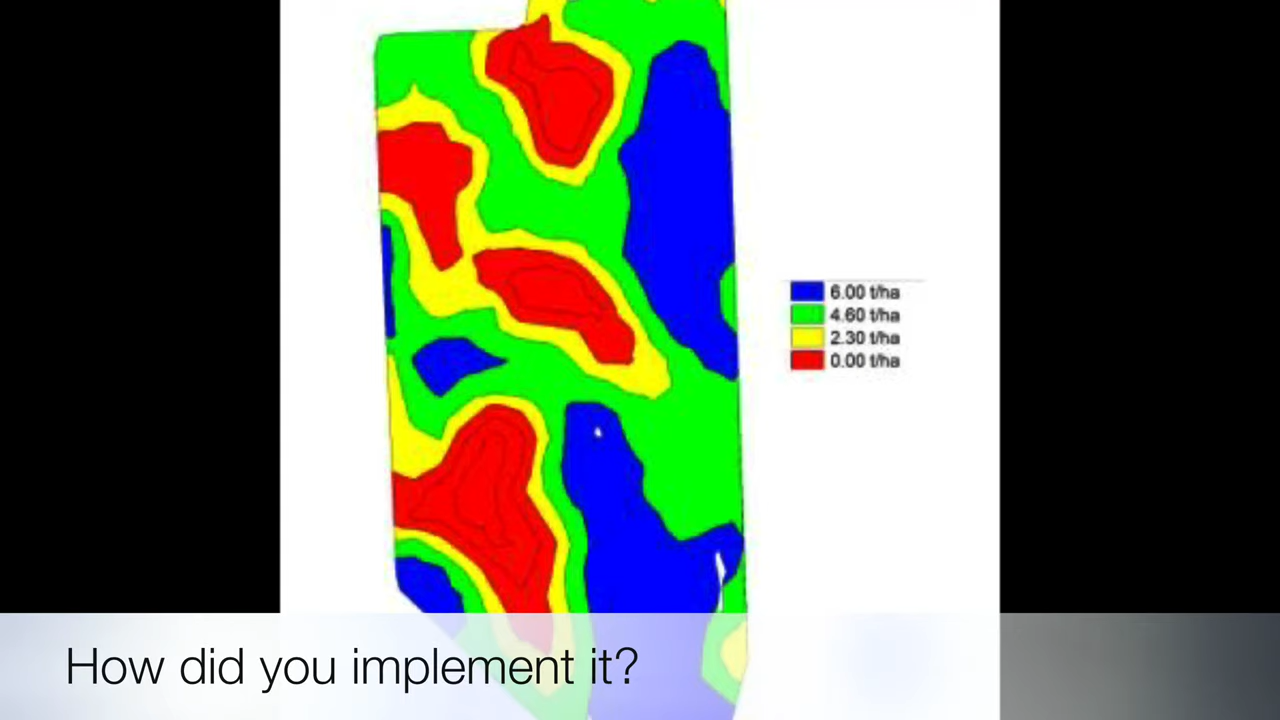 6.00 t/ha
4.60 t/ha
2.30 t/ha
0.00 t/ha
How did you implement it?